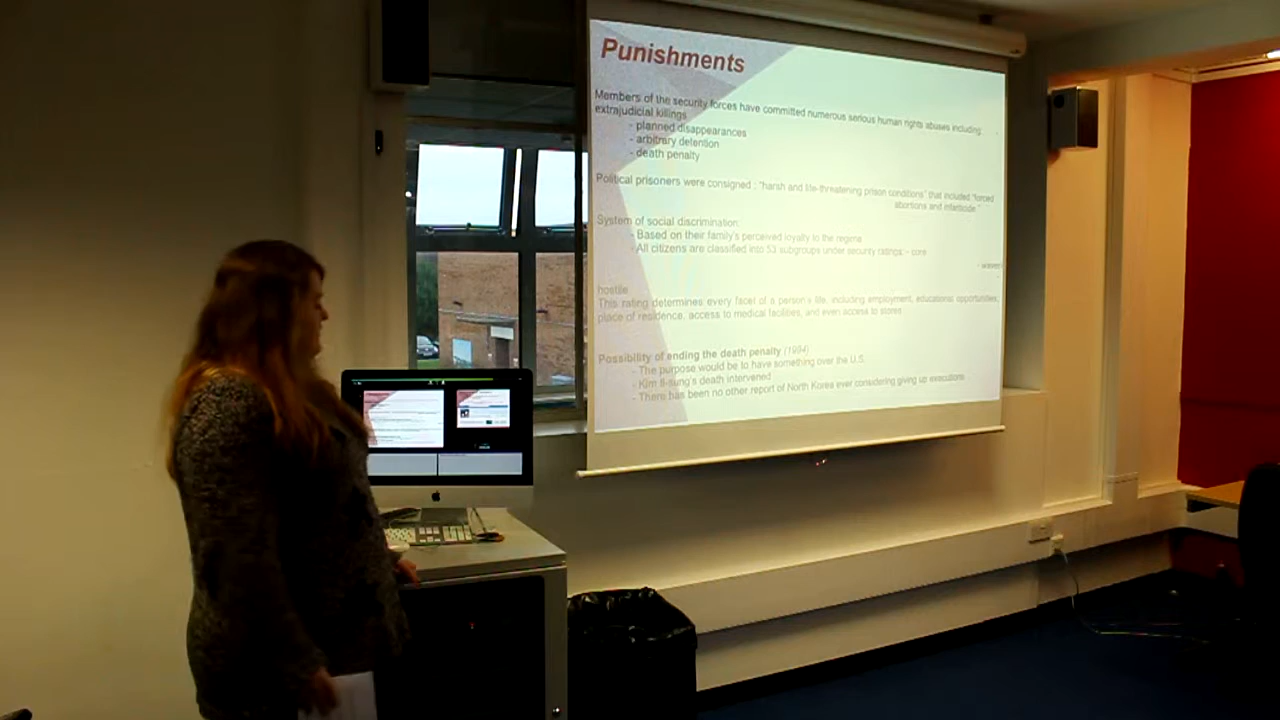 Punishments
Members of the security forces have committed numerous serious human rights abuses including:
extrajudicial killings
- planned disappearances
- arbitrary detention
- death penalty
Political prisoners were consigned : "harsh and life-threatening prison conditions" that included "forced
abortions and infanticide."
System of social discrimination:
- Based on their family's perceived loyalty to the regime
- All citizens are classified into 53 subgroups under security ratings: - core
hostile
This rating determines every facet of a person's life, including employment, educational opportunities,
place of residence, access to medical facilities, and even access to stores
Possibility of ending the death penalty (1994)
- The purpose would be to have something over the U.S.
- Kim Il-sung's death intervened
- There has been no other report of North Korea ever considering giving up executions